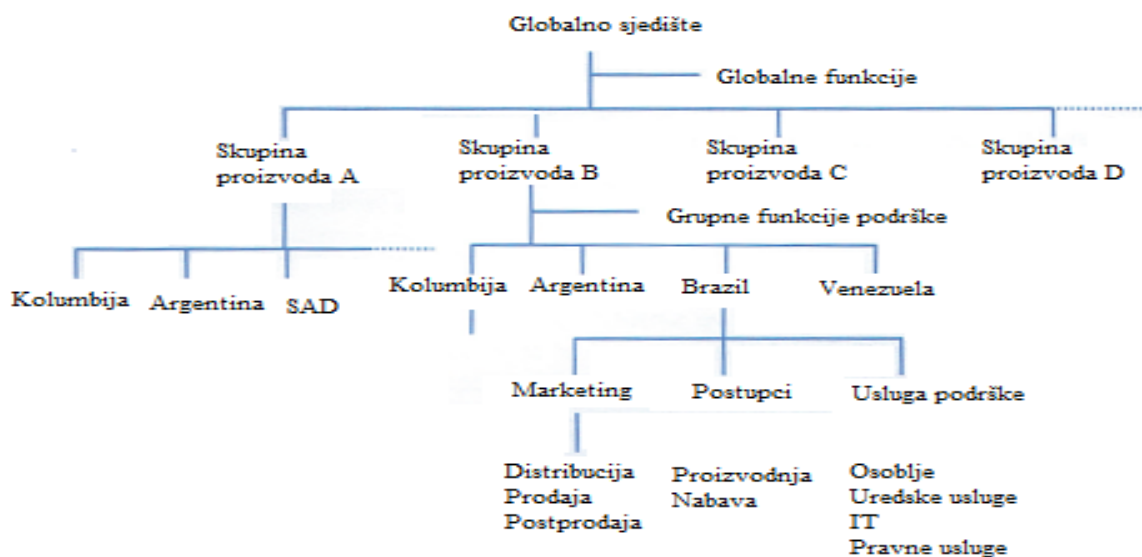 Globalno sjedište
Globalne funkcije
Skupina
proizvoda A
Skupina
proizvoda B
Skupina
proizvoda C
Skupina
proizvoda D
Grupne funkcije podrške
Kolumbija
Argentina
SAD
Kolumbija
Argentina
Brazil
Venezuela
Marketing
Postupci
Usluga podrške
Distribucija
Prodaja
Postprodaja
Proizvodnja
Nabava
Osoblje
Uredske usluge
IT
Pravne usluge